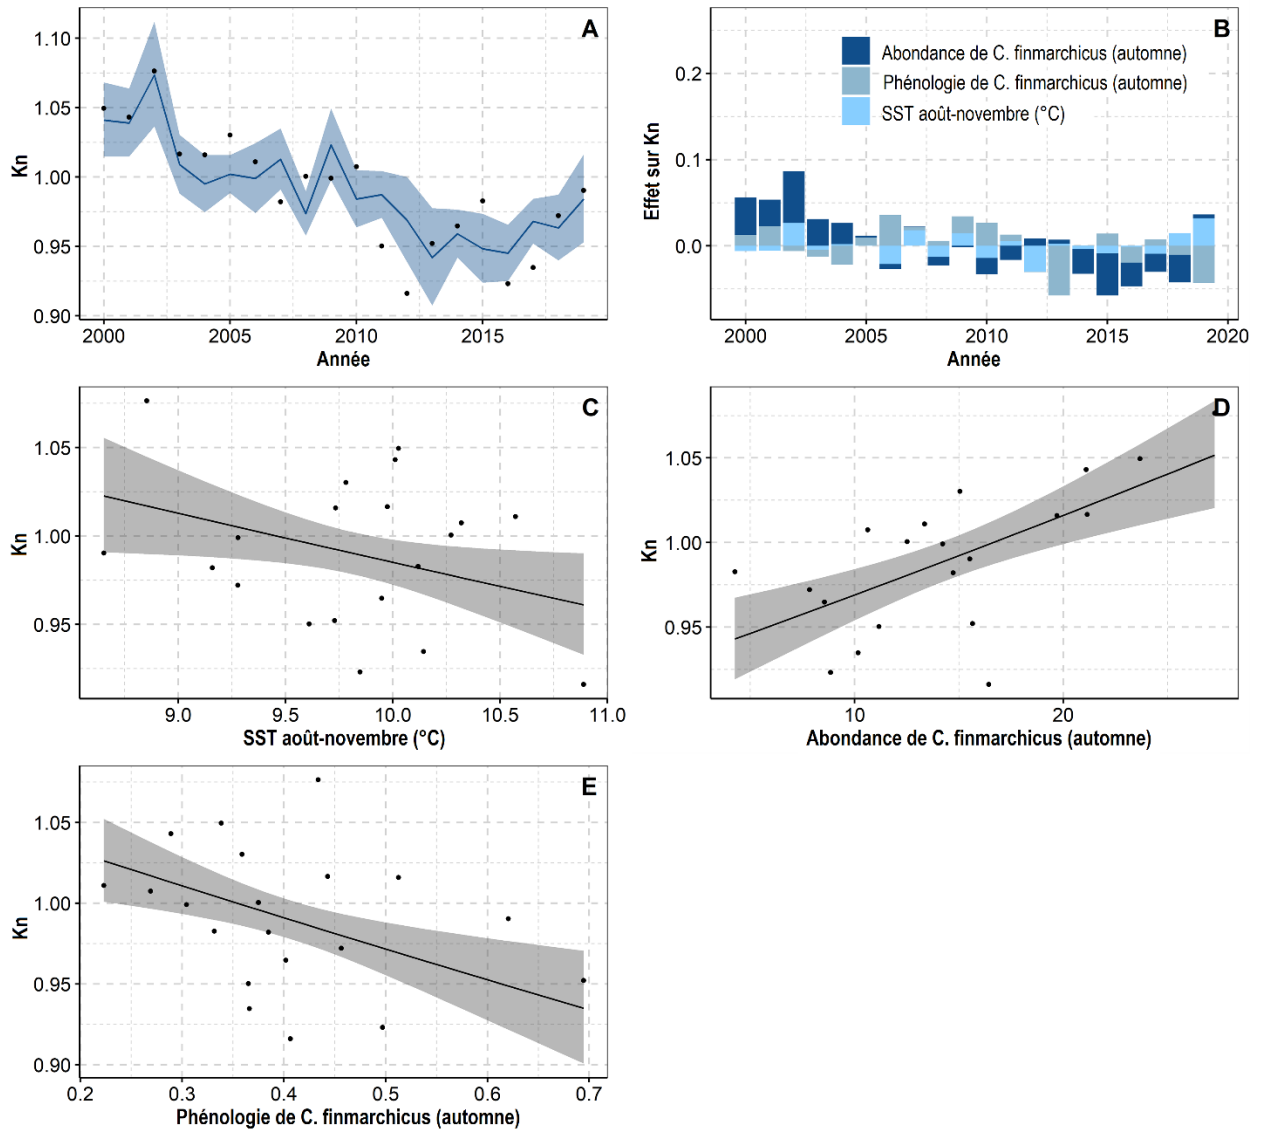 A
Kn
1.10
1.05
1.00
0.95
0.90
2000 2005 2010 2015
Année
B
Abondance de C. finmarchicus (automne)
Phénologie de C. finmarchicus (automne)
SST août-novembre (°C)
Effet sur Kn
0.2
0.1
0.0
2000 2005 2010 2015 2020
Année
C
Kn
1.05
1.00
0.95
9.0 9.5 10.0 10.5 11.0
SST août-novembre (°C)
D
Kn
1.05
1.00
0.95
10 20
Abondance de C. finmarchicus (automne)
E
Kn
1.05
1.00
0.95
0.90
0.2 0.3 0.4 0.5 0.6 0.7
Phénologie de C. finmarchicus (automne)